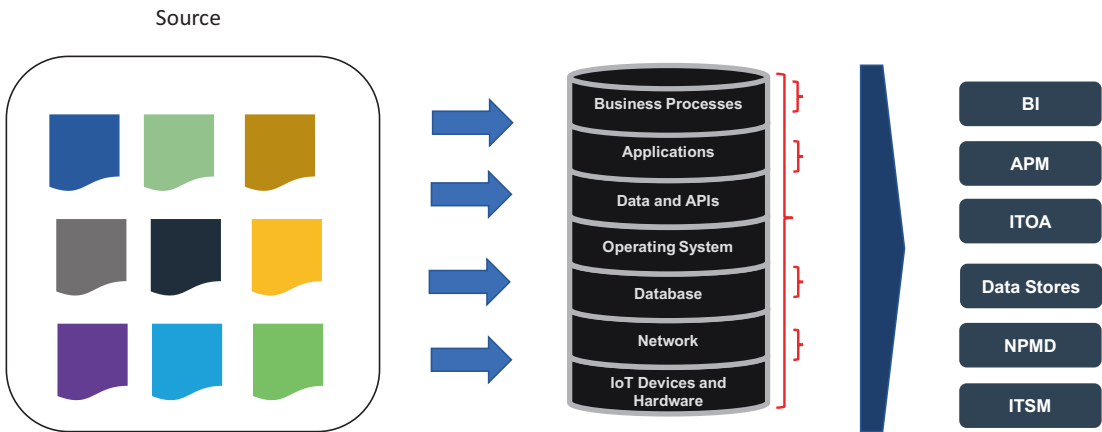 Source
Business Processes
Applications
Data and APIs
Operating System
Database
Network
IoT Devices and
Hardware
BI
APM
ITOA
Data Stores
NPMD
ITSM